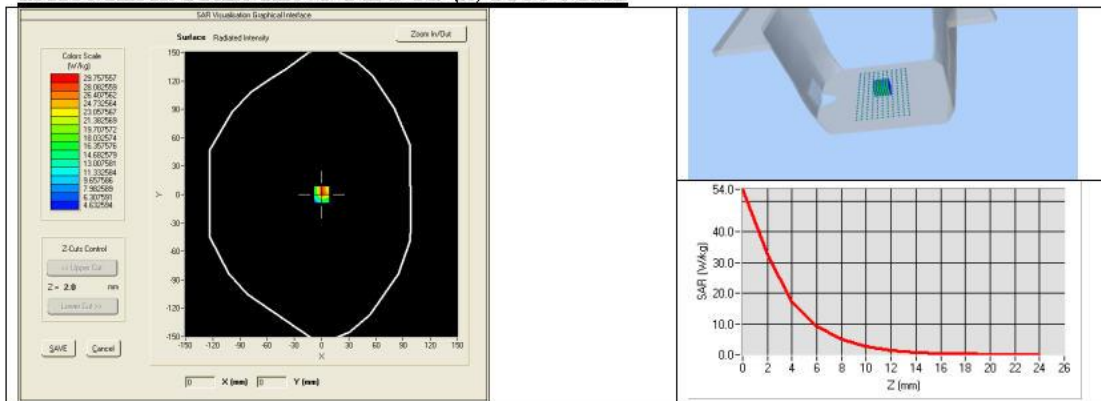 SAR Visualisation Graphical Interface
Surface Radiated Intensity
Zoom In/Out
Colors Scale
(W/kg)
29.757557
28.082559
26.407562
24.732564
23.057567
21.382569
19.707572
18.032574
16.357576
14.682579
13.007581
11.332584
9.657586
7.982589
6.307591
4.632594
150-
120-
90-
60-
30-
Y 0-
-30-
-60-
-90-
-120-
-150-
-150 -120 -90 -60 -30 0 30 60 90 120 150
X
Z-Cuts Control
<< Upper Cut
Z = 2.0 mm
Lower Cut >>
SAVE Cancel
0 X (mm) 0 Y (mm)
54.0-
40.0-
30.0-
20.0-
10.0-
0.0-
SAR (W/kg)
0 2 4 6 8 10 12 14 16 18 20 22 24 26
Z (mm)